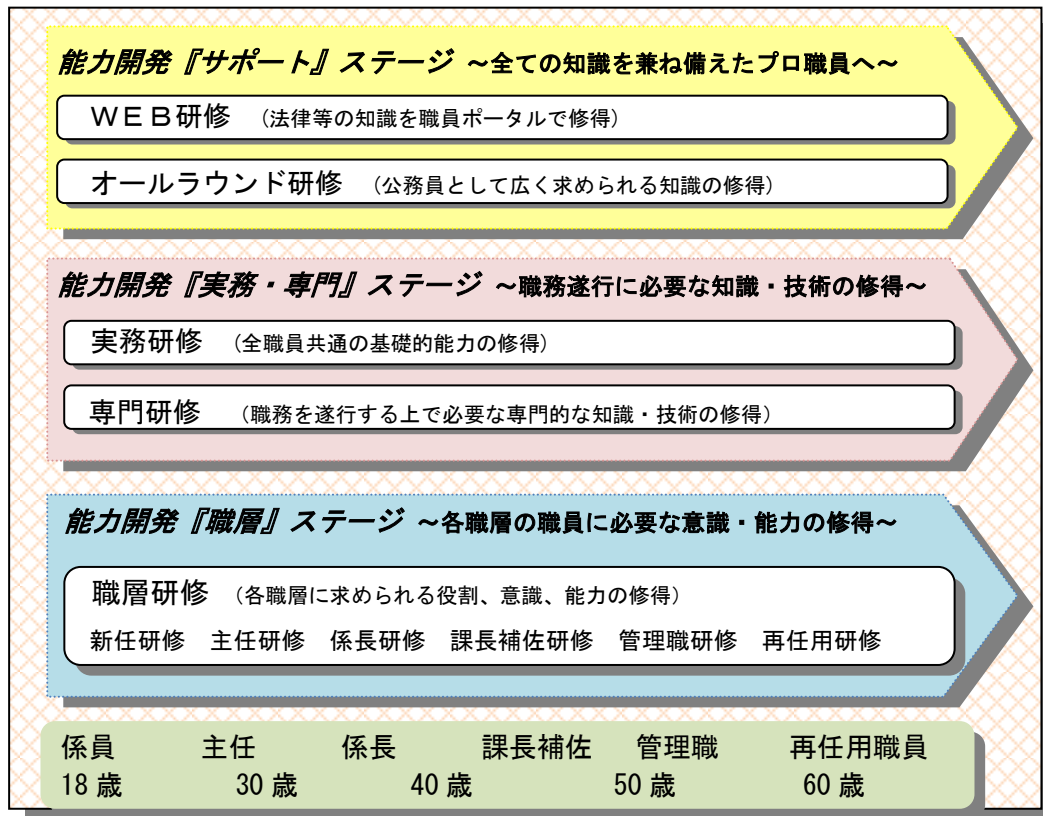 能力開発『サポート』ステージ ～全ての知識を兼ね備えたプロ職員へ～
ＷＥＢ研修 （法律等の知識を職員ポータルで修得）
オールラウンド研修 （公務員として広く求められる知識の修得）
能力開発『実務・専門』ステージ ～職務遂行に必要な知識・技術の修得～
実務研修 （全職員共通の基礎的能力の修得）
専門研修 （職務を遂行する上で必要な専門的な知識・技術の修得）
能力開発『職層』ステージ ～各職層の職員に必要な意識・能力の修得～
職層研修 （各職層に求められる役割、意識、能力の修得）
新任研修 主任研修 係長研修 課長補佐研修 管理職研修 再任用研修
係員 主任 係長 課長補佐 管理職 再任用職員
18 歳 30 歳 40 歳 50 歳 60 歳